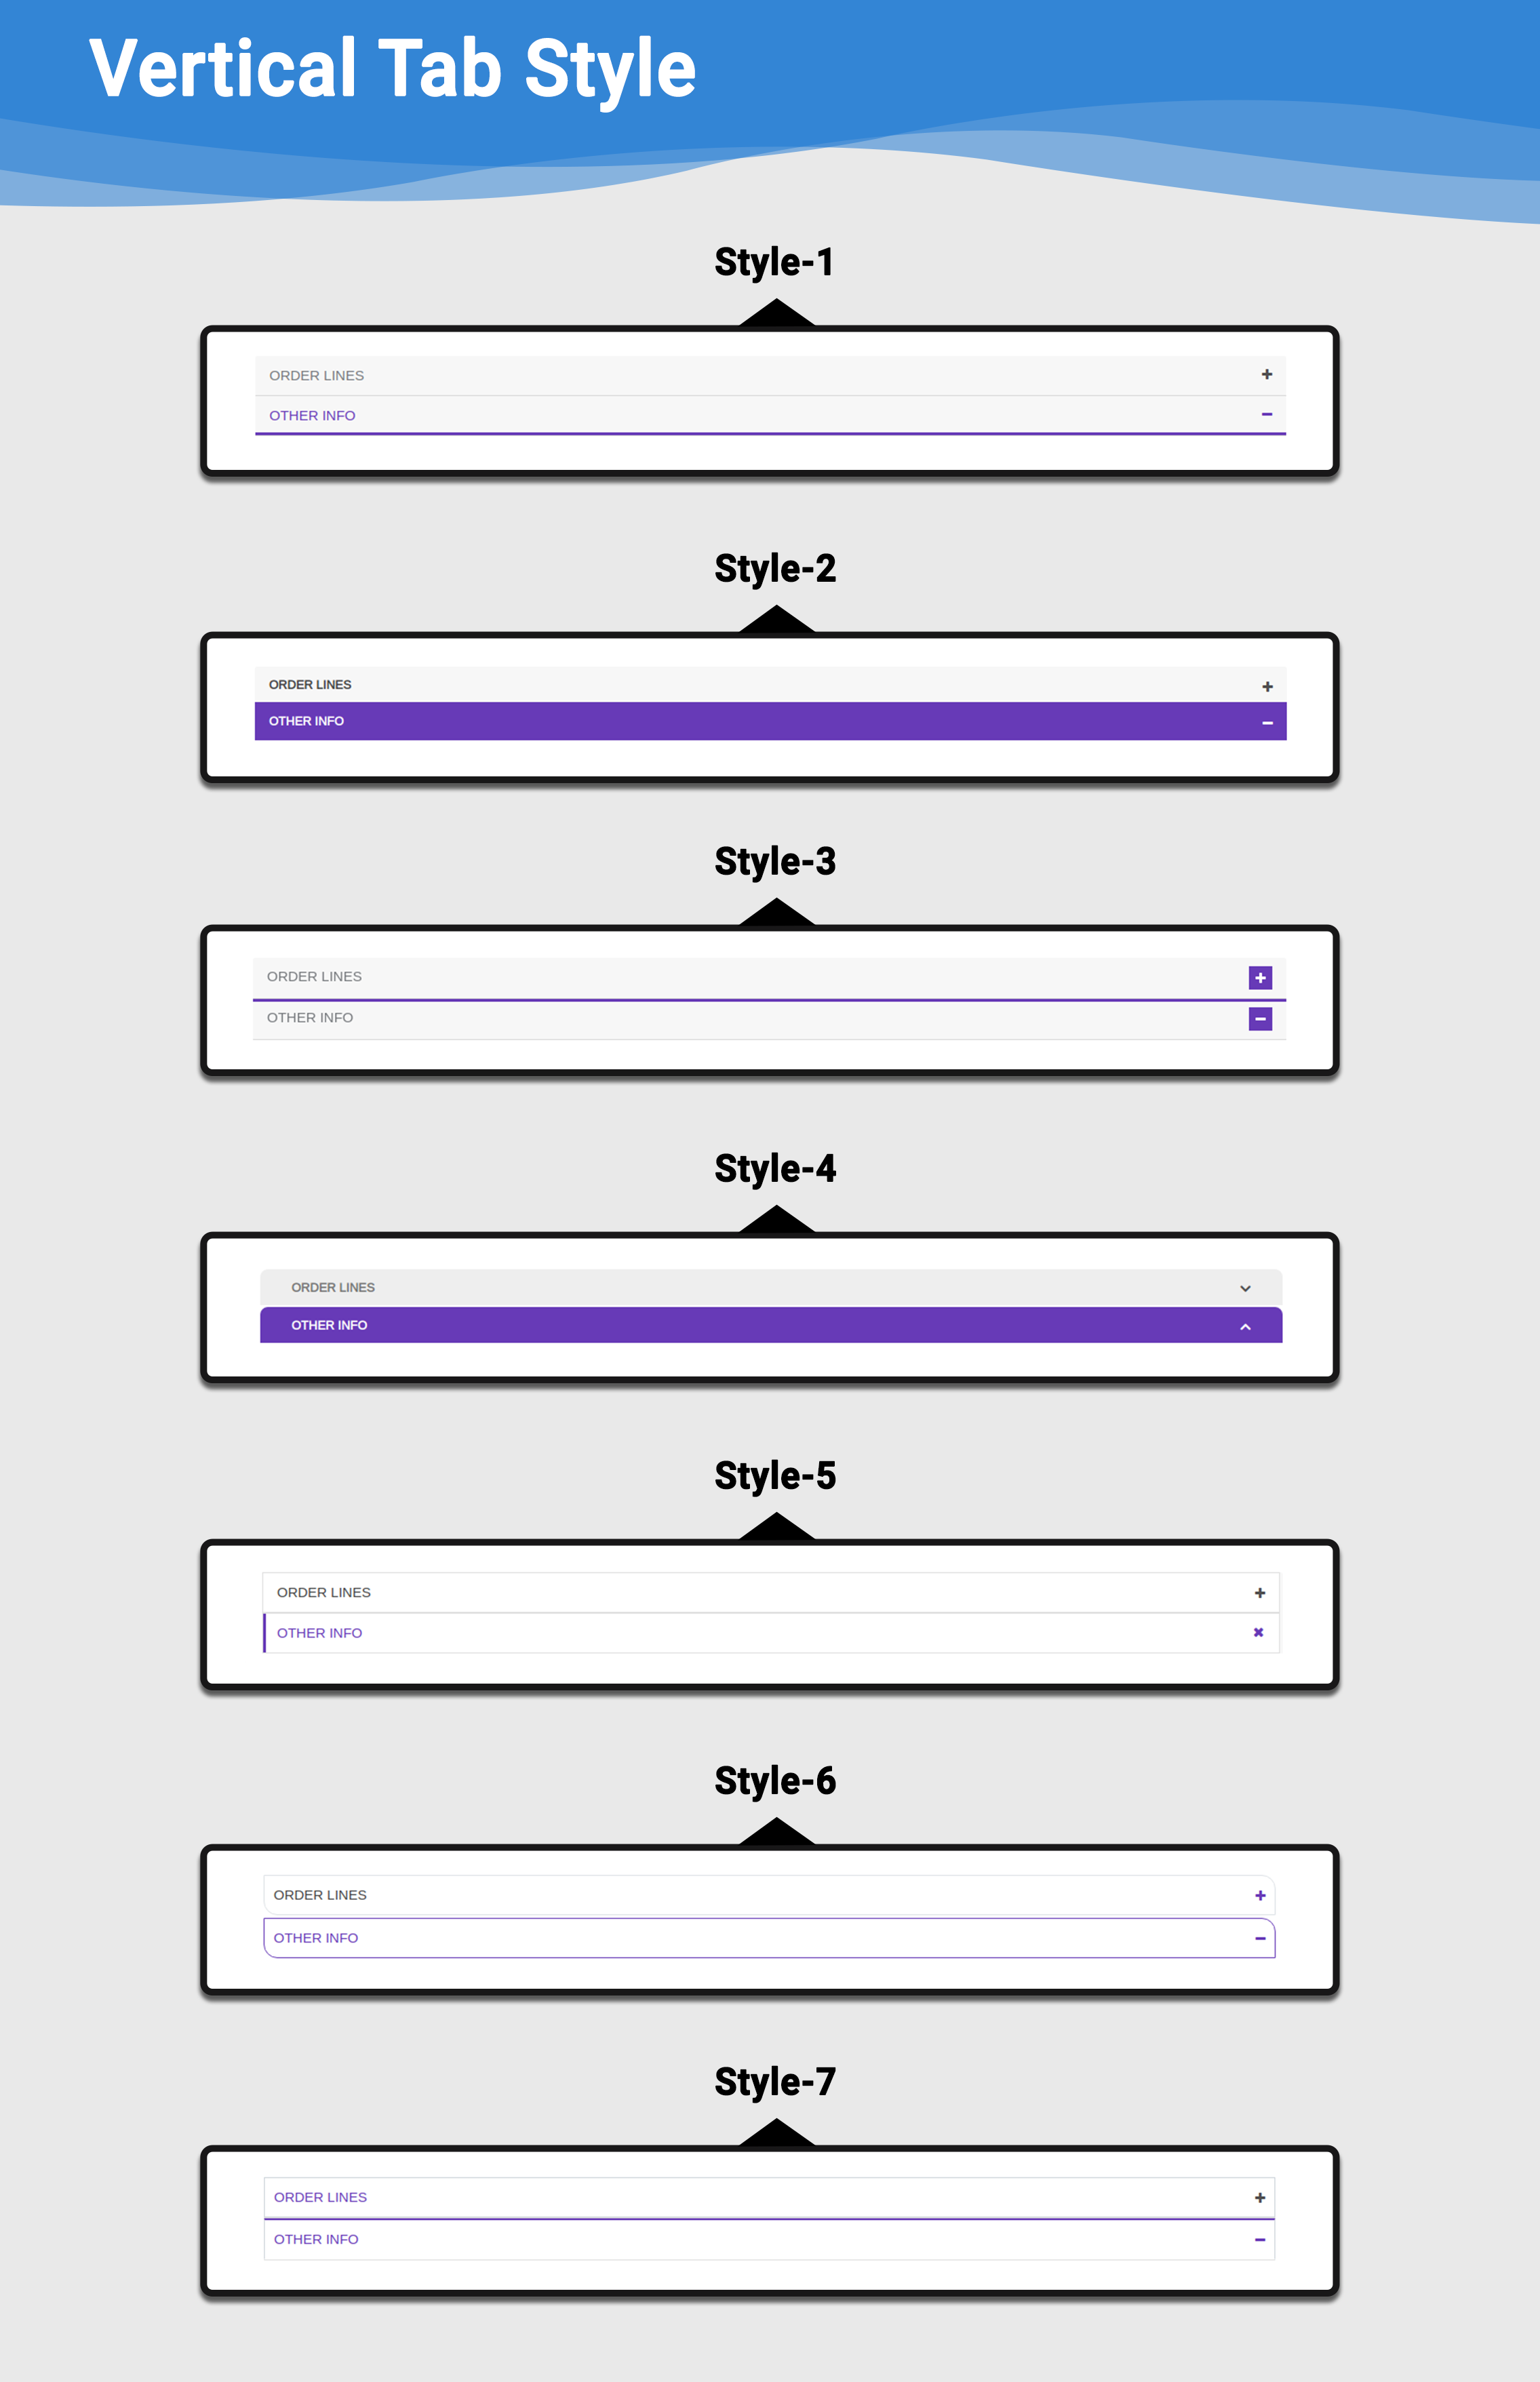 Vertical Tab Style
Style-1
ORDER LINES
OTHER INFO
Style-2
ORDER LINES
OTHER INFO
Style-3
ORDER LINES
OTHER INFO
Style-4
ORDER LINES
OTHER INFO
Style-5
ORDER LINES
OTHER INFO
Style-6
ORDER LINES
OTHER INFO
Style-7
ORDER LINES
OTHER INFO